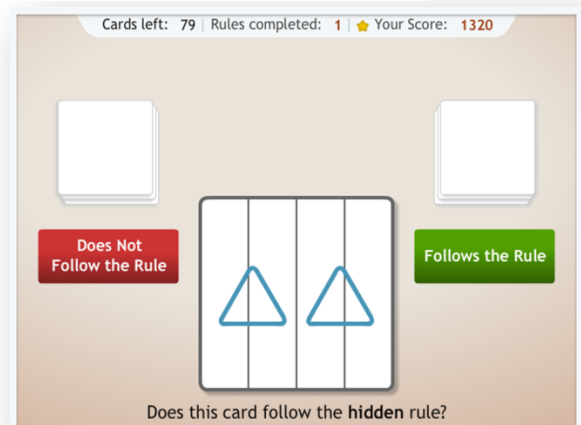 Cards left: 79 | Rules completed: 1 | Your Score: 1320
Does Not
Follow the Rule
Follows the Rule
Does this card follow the hidden rule?